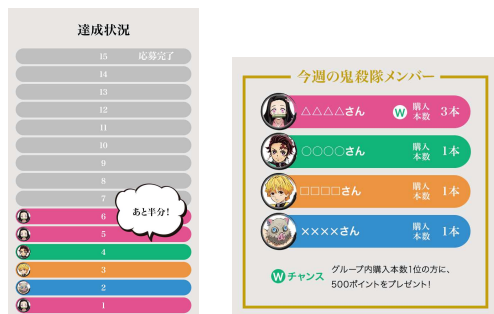 達成状況
15 応募完了
14
13
12
11
10
9
8
7
あと半分!
6
5
4
3
2
1
今週の鬼殺隊メンバー
△△△△さん W 購入本数 3本
○○○○さん 購入本数 1本
□□□□さん 購入本数 1本
××××さん 購入本数 1本
Wチャンス グループ内購入本数1位の方に、
500ポイントをプレゼント!